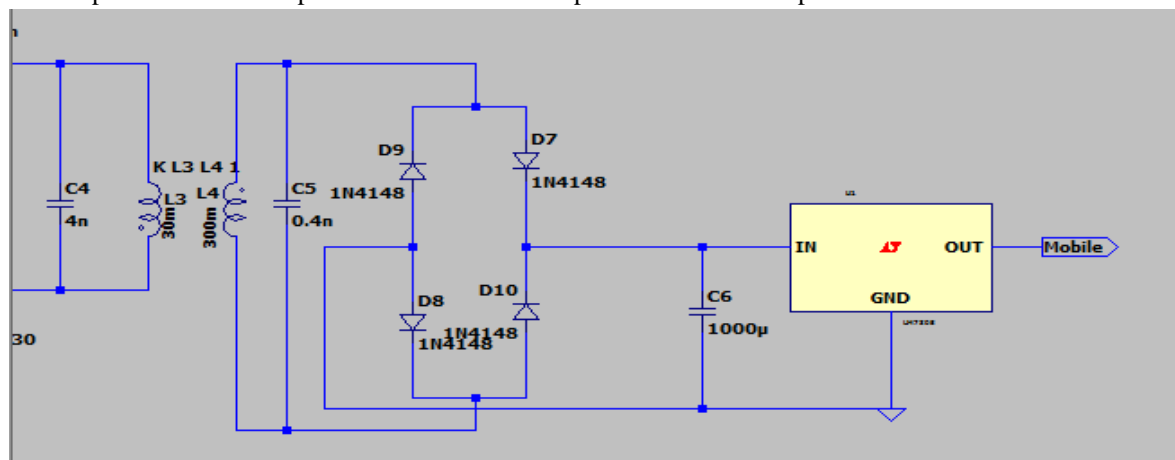 C4
4n
K L3 L4 1
L3
30m
L4
300m
C5
0.4n
D9
1N4148
D7
1N4148
D8
1N4148
D10
1N4148
C6
1000µ
U1
IN
OUT
GND
Mobile
30